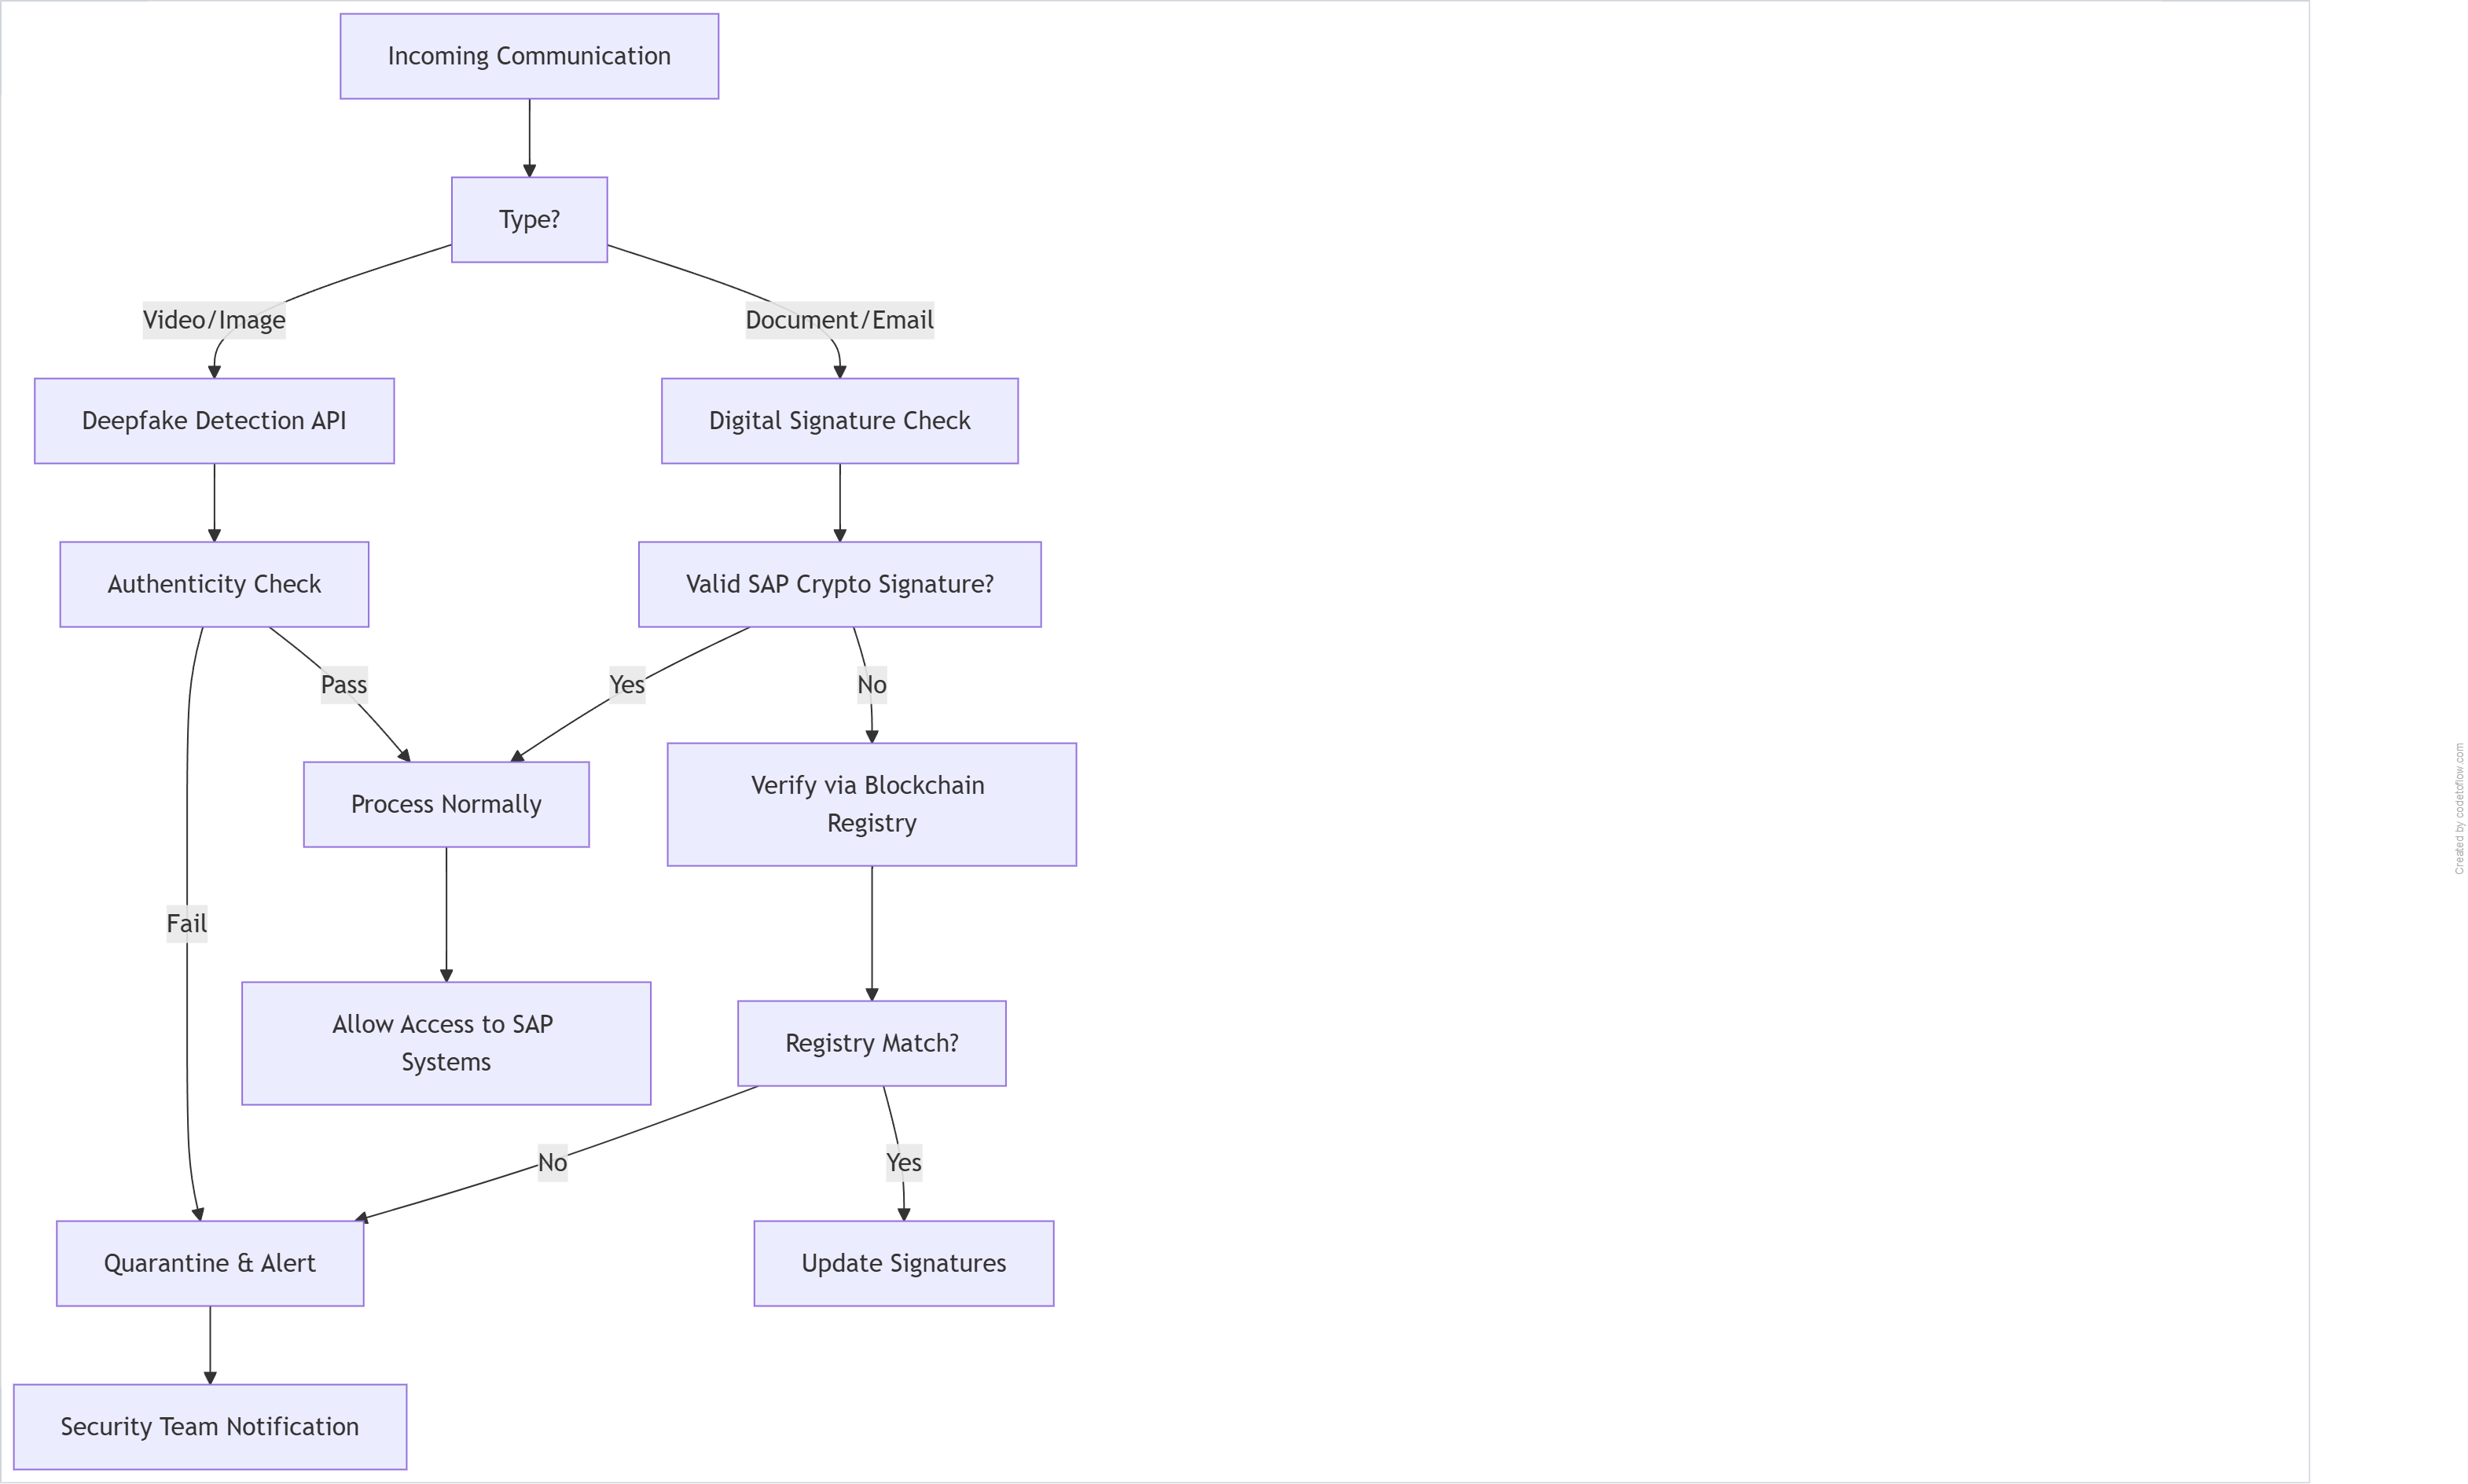 Incoming Communication
Type?
Video/Image
Document/Email
Deepfake Detection API
Digital Signature Check
Authenticity Check
Valid SAP Crypto Signature?
Pass
Yes
No
Process Normally
Verify via Blockchain
Registry
Fail
Allow Access to SAP
Systems
Registry Match?
No
Yes
Quarantine & Alert
Update Signatures
Security Team Notification
Created by codetoflow.com